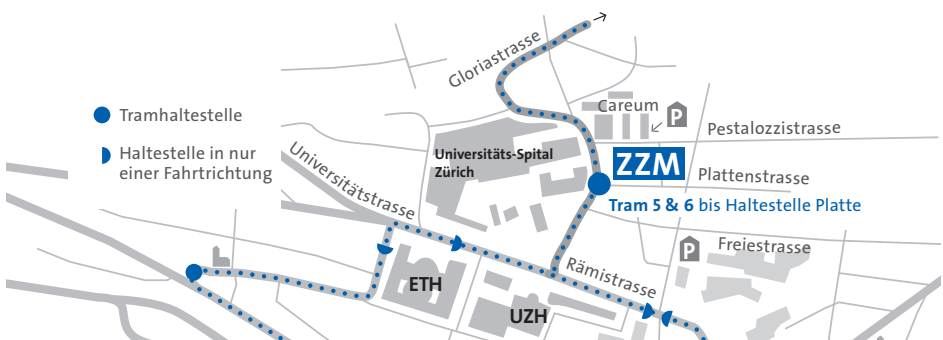 Gloriastrasse
Careum
P
Tramhaltestelle
Pestalozzistrasse
Haltestelle in nur
einer Fahrtrichtung
Universitätstrasse
Universitäts-Spital
Zürich
ZZM
Plattenstrasse
Tram 5 & 6 bis Haltestelle Platte
P
Freiestrasse
Rämistrasse
ETH
UZH